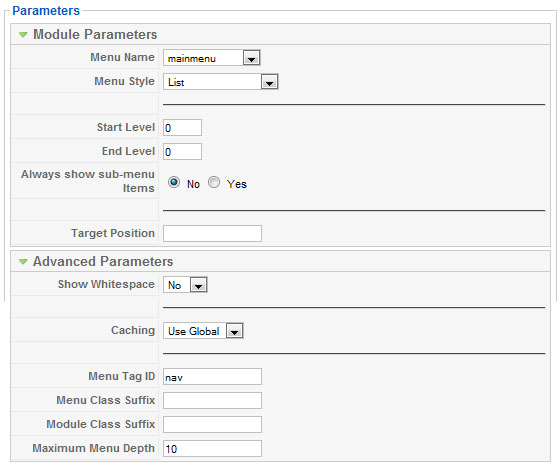 Parameters
Module Parameters
Menu Name mainmenu
Menu Style List
Start Level 0
End Level 0
Always show sub-menu
Items No Yes
Target Position
Advanced Parameters
Show Whitespace No
Caching Use Global
Menu Tag ID nav
Menu Class Suffix
Module Class Suffix
Maximum Menu Depth 10